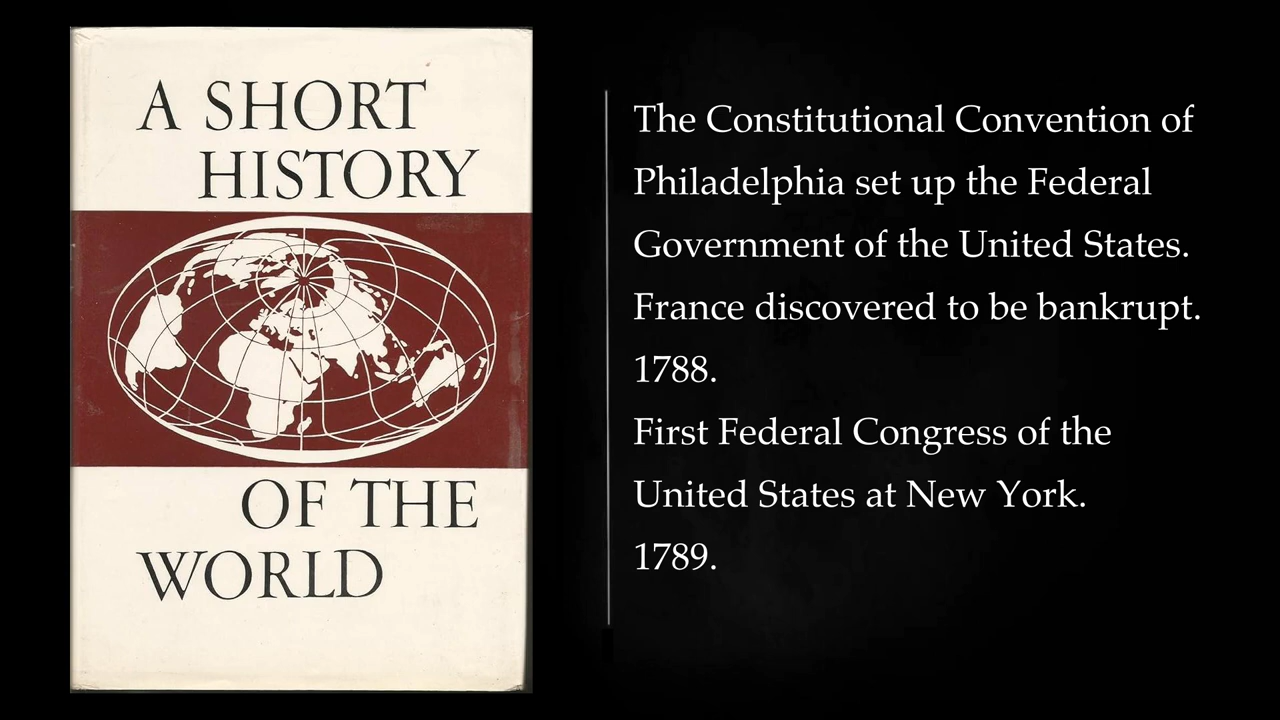 A SHORT
HISTORY
OF THE
WORLD
The Constitutional Convention of
Philadelphia set up the Federal
Government of the United States.
France discovered to be bankrupt.
1788.
First Federal Congress of the
United States at New York.
1789.